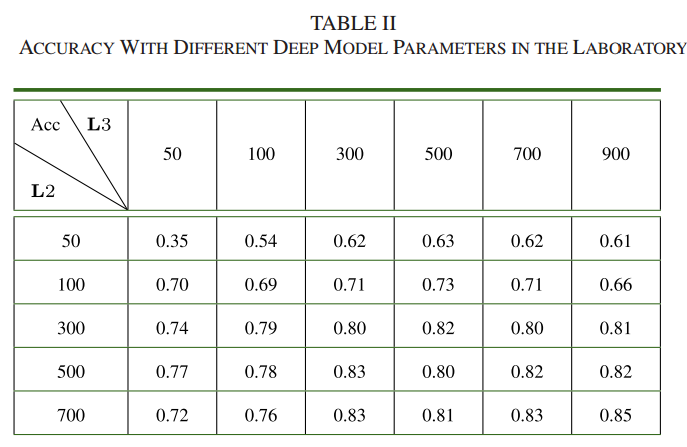 TABLE II
ACCURACY WITH DIFFERENT DEEP MODEL PARAMETERS IN THE LABORATORY
Acc L3
L2
50 100 300 500 700 900
50 0.35 0.54 0.62 0.63 0.62 0.61
100 0.70 0.69 0.71 0.73 0.71 0.66
300 0.74 0.79 0.80 0.82 0.80 0.81
500 0.77 0.78 0.83 0.80 0.82 0.82
700 0.72 0.76 0.83 0.81 0.83 0.85